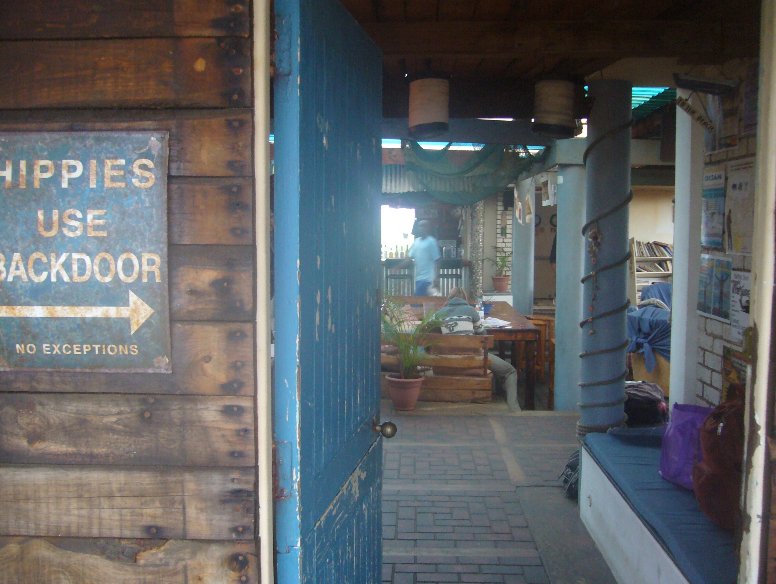 HIPPIES
USE
BACKDOOR
NO EXCEPTIONS